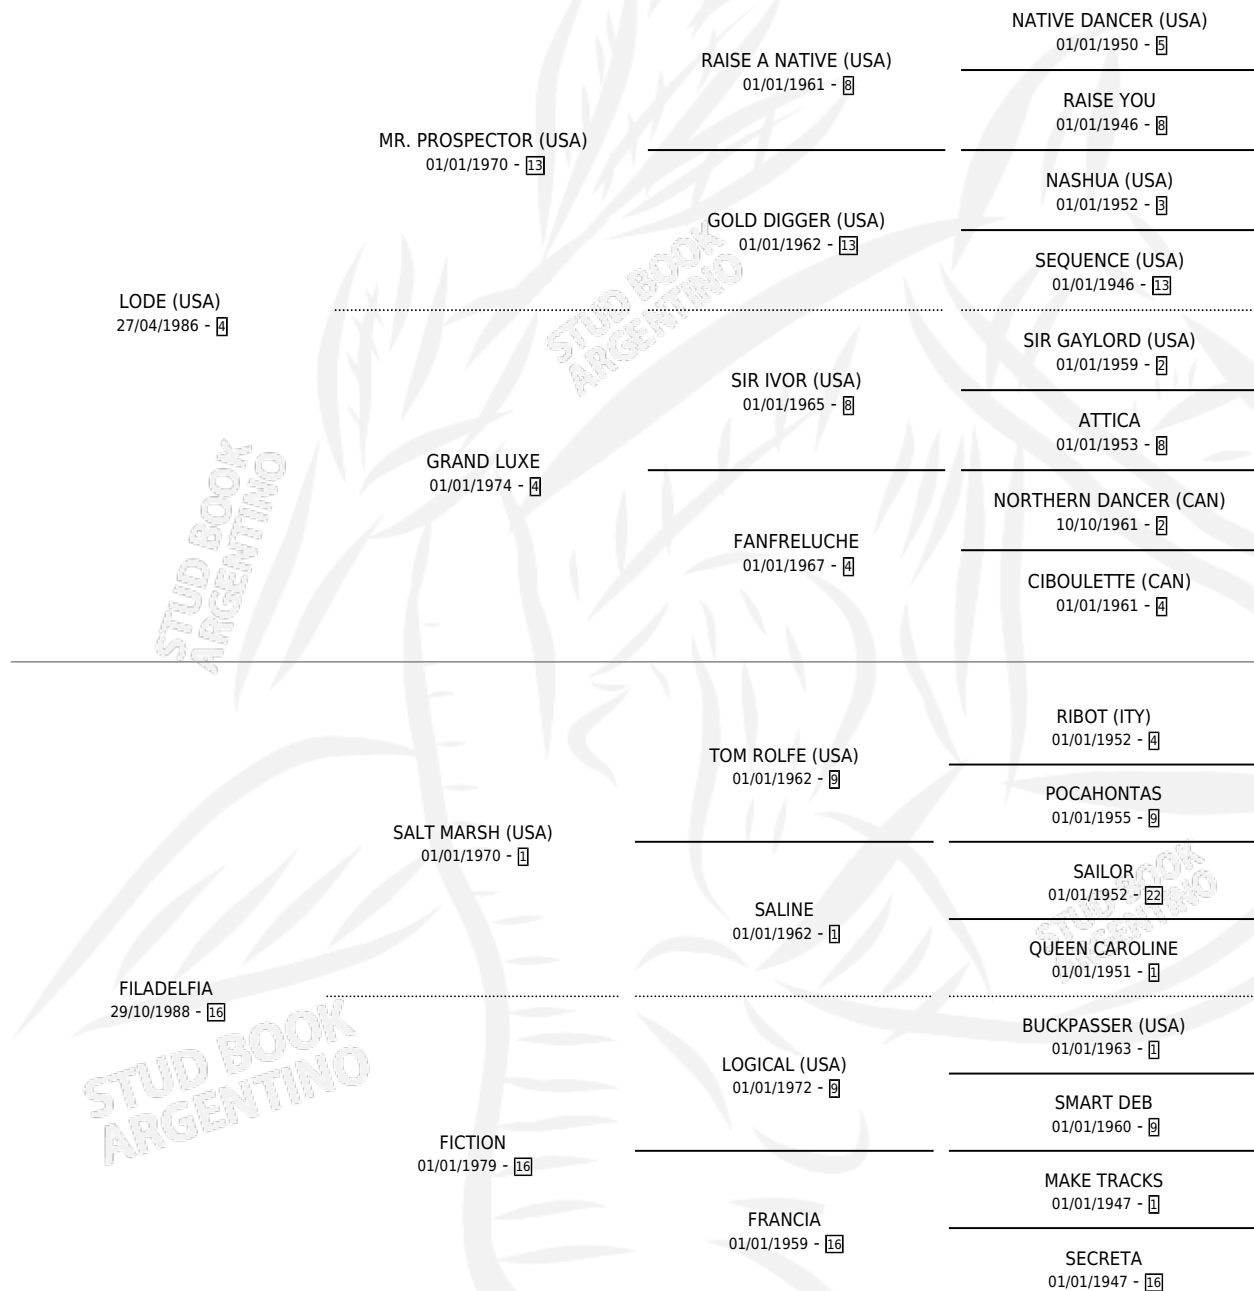 NATIVE DANCER (USA)
01/01/1950 - 5
RAISE A NATIVE (USA)
01/01/1961 - 8
RAISE YOU
01/01/1946 - 8
MR. PROSPECTOR (USA)
01/01/1970 - 13
NASHUA (USA)
01/01/1952 - 3
GOLD DIGGER (USA)
01/01/1962 - 13
SEQUENCE (USA)
01/01/1946 - 13
LODE (USA)
27/04/1986 - 4
STUD BOOK
ARGENTINO
SIR GAYLORD (USA)
01/01/1959 - 2
SIR IVOR (USA)
01/01/1965 - 8
ATTICA
01/01/1953 - 8
GRAND LUXE
01/01/1974 - 4
NORTHERN DANCER (CAN)
10/10/1961 - 2
FANFRELUCHE
01/01/1967 - 4
CIBOULETTE (CAN)
01/01/1961 - 4
STUD BOOK
ARGENTINO
RIBOT (ITY)
01/01/1952 - 4
TOM ROLFE (USA)
01/01/1962 - 9
POCAHONTAS
01/01/1955 - 9
SALT MARSH (USA)
01/01/1970 - 1
SAILOR
01/01/1952 - 22
SALINE
01/01/1962 - 1
STUD BOOK
ARGENTINO
QUEEN CAROLINE
01/01/1951 - 1
FILADELFIA
29/10/1988 - 16
BUCKPASSER (USA)
01/01/1963 - 1
LOGICAL (USA)
01/01/1972 - 9
STUD BOOK
ARGENTINO
SMART DEB
01/01/1960 - 9
FICTION
01/01/1979 - 16
MAKE TRACKS
01/01/1947 - 1
FRANCIA
01/01/1959 - 16
SECRETA
01/01/1947 - 16